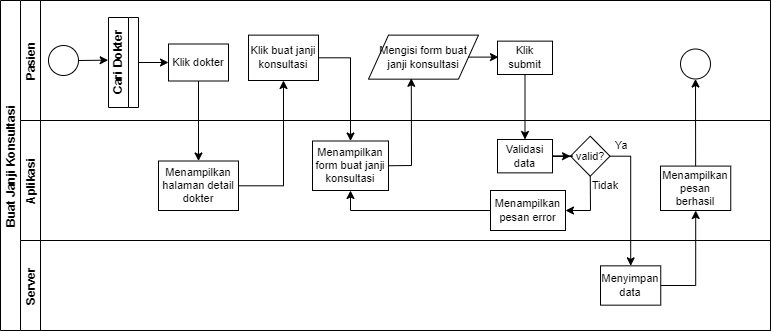 Buat Janji Konsultasi
Pasien
Cari Dokter
Klik dokter
Klik buat janji
konsultasi
Mengisi form buat
janji konsultasi
Klik
submit
Aplikasi
Menampilkan
halaman detail
dokter
Menampilkan
form buat janji
konsultasi
Validasi
data
valid?
Ya
Tidak
Menampilkan
pesan error
Menampilkan
pesan
berhasil
Server
Menyimpan
data